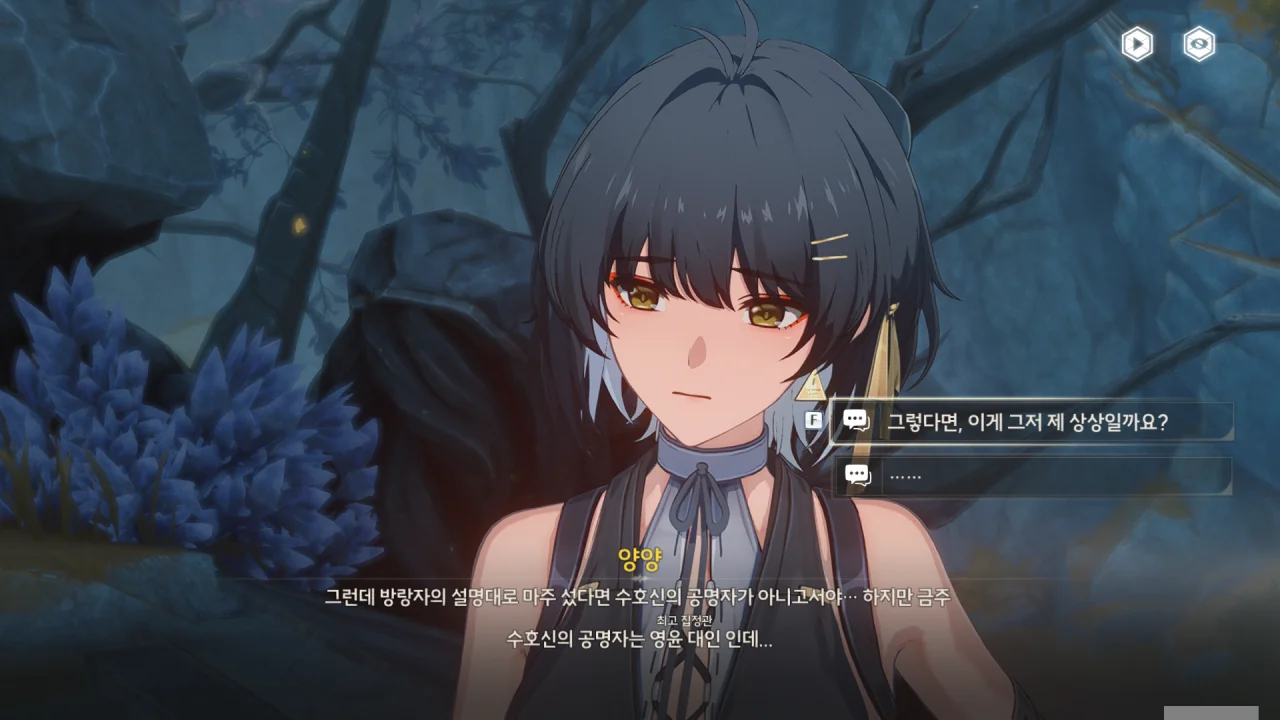 F
그렇다면, 이게 그저 제 상상일까요?
······
양양
그런데 방랑자의 설명대로 마주 섰다면 수호신의 공명자가 아니고서야… 하지만 금주
최고 집정관
수호신의 공명자는 영윤 대인 인데...